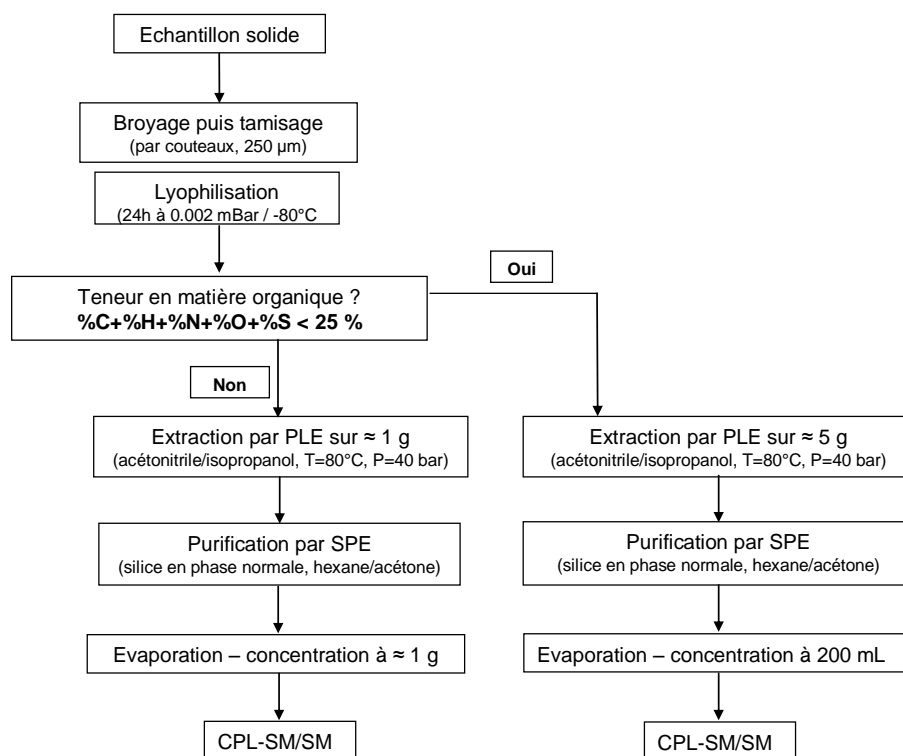 Echantillon solide
Broyage puis tamisage
(par couteaux, 250 µm)
Lyophilisation
(24h à 0.002 mBar / -80°C
Oui
Teneur en matière organique ?
%C+%H+%N+%O+%S < 25 %
Non
Extraction par PLE sur ≈ 1 g
(acétonitrile/isopropanol, T=80°C, P=40 bar)
Extraction par PLE sur ≈ 5 g
(acétonitrile/isopropanol, T=80°C, P=40 bar)
Purification par SPE
(silice en phase normale, hexane/acétone)
Purification par SPE
(silice en phase normale, hexane/acétone)
Evaporation – concentration à ≈ 1 g
Evaporation – concentration à 200 mL
CPL-SM/SM
CPL-SM/SM